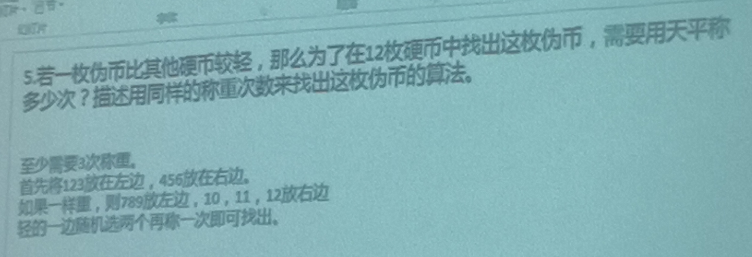 5.若一枚伪币比其他硬币较轻，那么为了在12枚硬币中找出这枚伪币，需要用天平称
多少次？描述用同样的称重次数来找出这枚伪币的算法。
至少需要3次称重。
首先将123放在左边，456放在右边。
如果一样重，则789放左边，10，11，12放右边
轻的一边随机选两个再称一次即可找出。